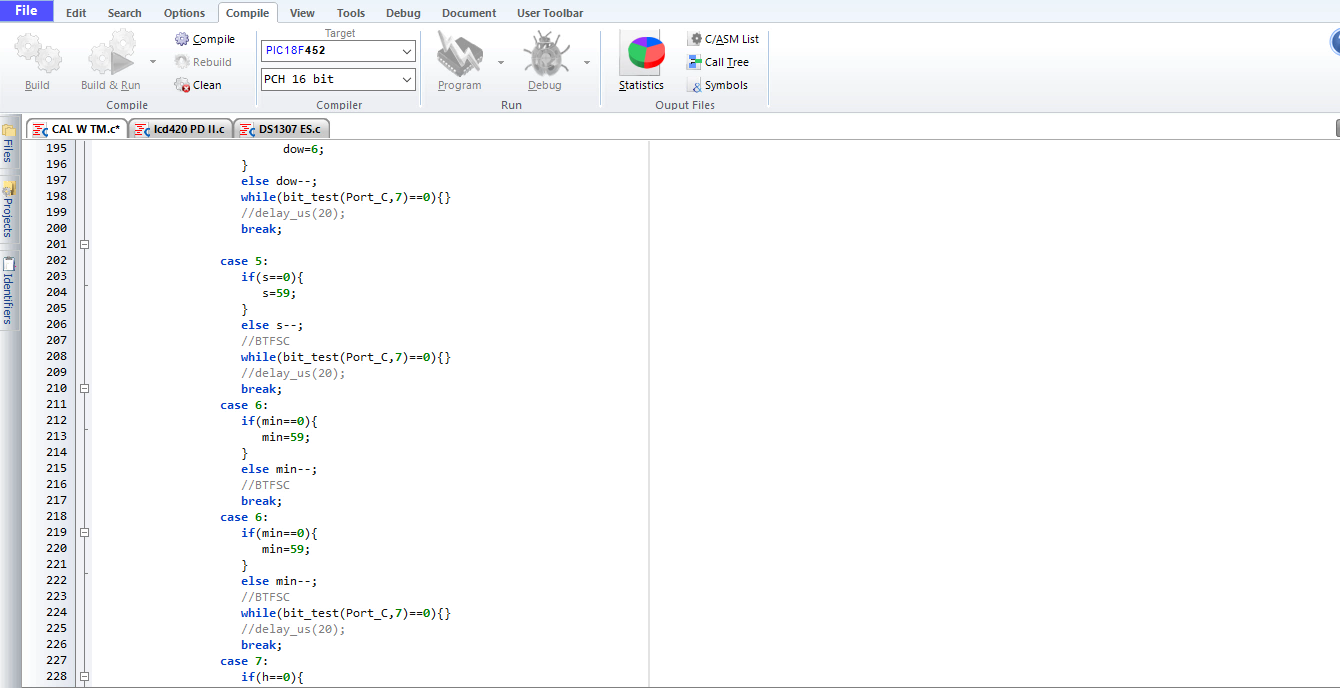 File Edit Search Options Compile View Tools Debug Document User Toolbar
Build
Build & Run
Compile
Rebuild
Clean
Compile
Target
PIC18F452
PCH 16 bit
Compiler
Program
Debug
Run
Statistics
C/ASM List
Call Tree
Symbols
Ouput Files
Files
Projects
Identifiers
CAL W TM.c* lcd420 PD II.c DS1307 ES.c
195 dow=6;
196 }
197 else dow--;
198 while(bit_test(Port_C,7)==0){}
199 //delay_us(20);
200 break;
201
202 case 5:
203 if(s==0){
204 s=59;
205 }
206 else s--;
207 //BTFSC
208 while(bit_test(Port_C,7)==0){}
209 //delay_us(20);
210 break;
211 case 6:
212 if(min==0){
213 min=59;
214 }
215 else min--;
216 //BTFSC
217 break;
218 case 6:
219 if(min==0){
220 min=59;
221 }
222 else min--;
223 //BTFSC
224 while(bit_test(Port_C,7)==0){}
225 //delay_us(20);
226 break;
227 case 7:
228 if(h==0){